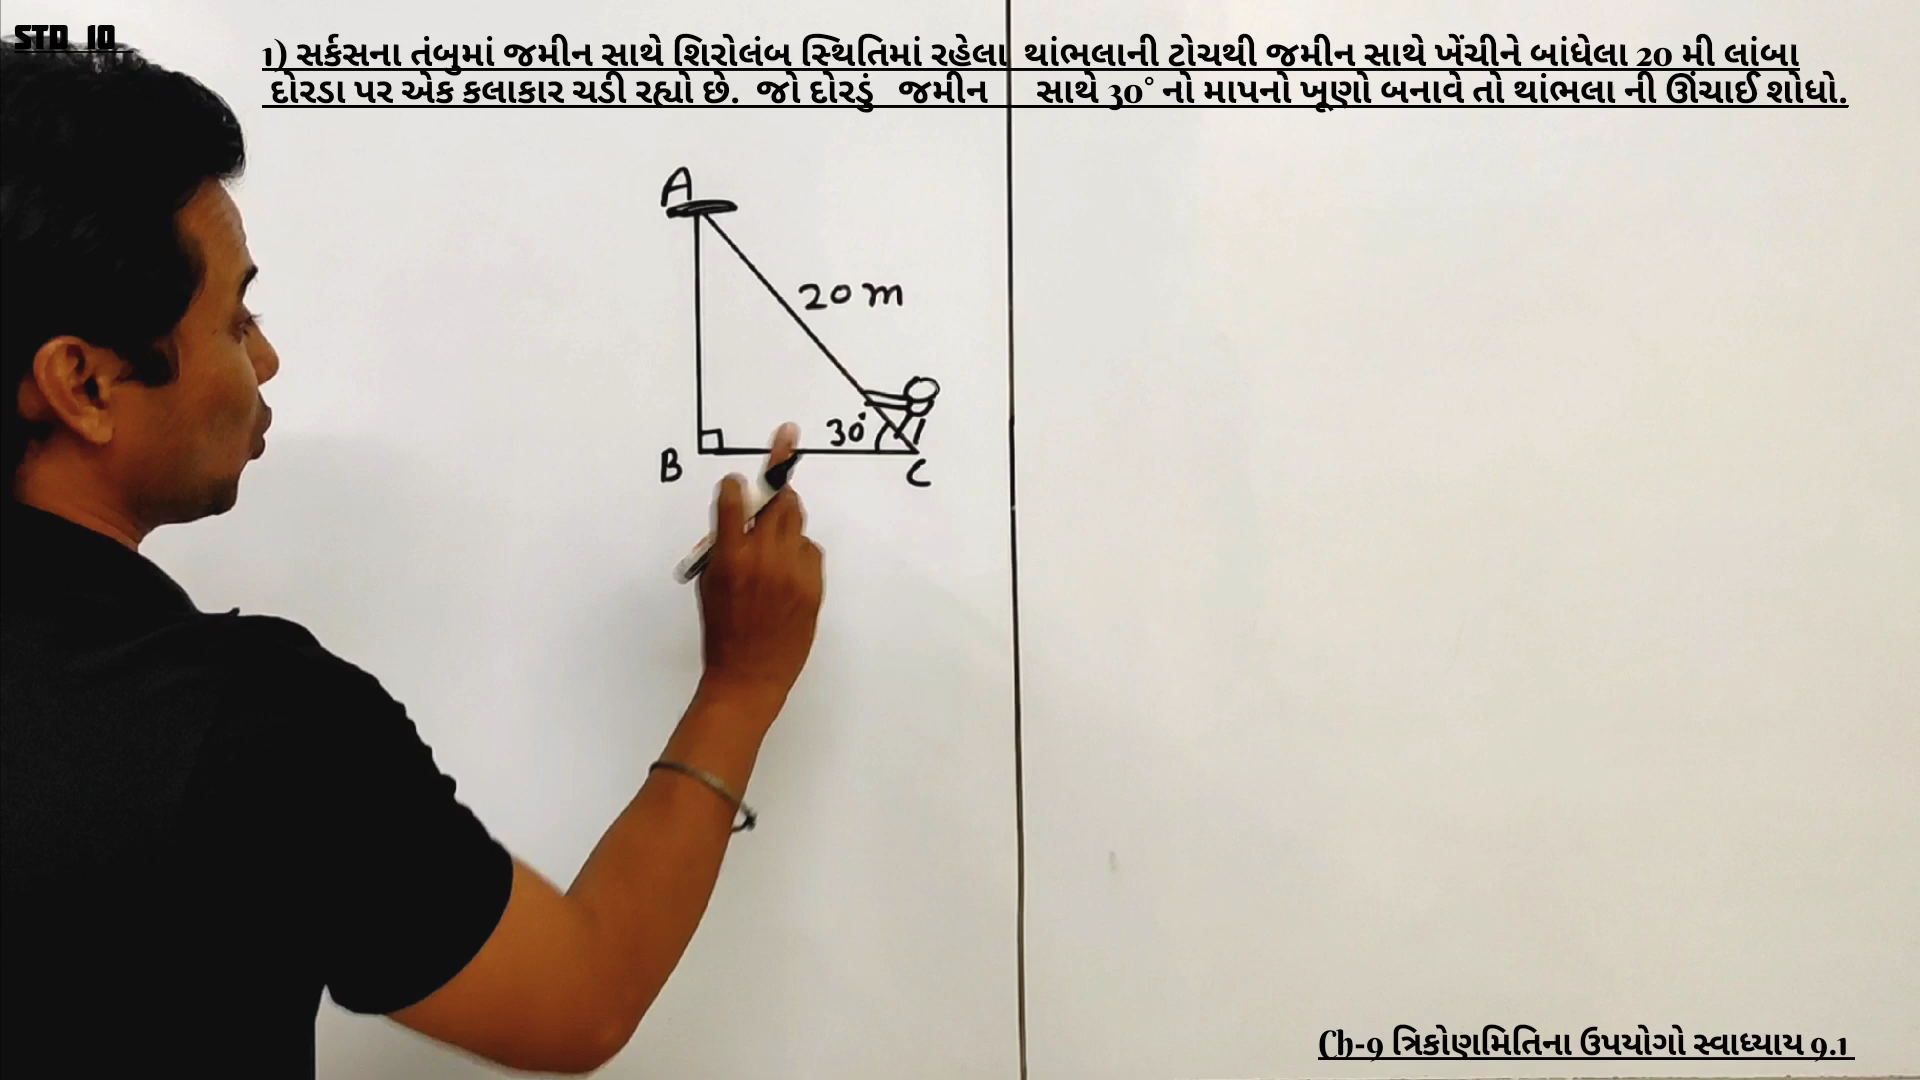 STD 10
1) સર્કસના તંબુમાં જમીન સાથે શિરોલંબ સ્થિતિમાં રહેલા થાંભલાની ટોચથી જમીન સાથે ખેંચીને બાંધેલા 20 મી લાંબા
દોરડા પર એક કલાકાર ચડી રહ્યો છે. જો દોરડું જમીન સાથે 30° નો માપનો ખૂણો બનાવે તો થાંભલા ની ઊંચાઈ શોધો.
A
20 m
30°
B
C
Ch-9 ત્રિકોણમિતિના ઉપયોગો સ્વાધ્યાય 9.1